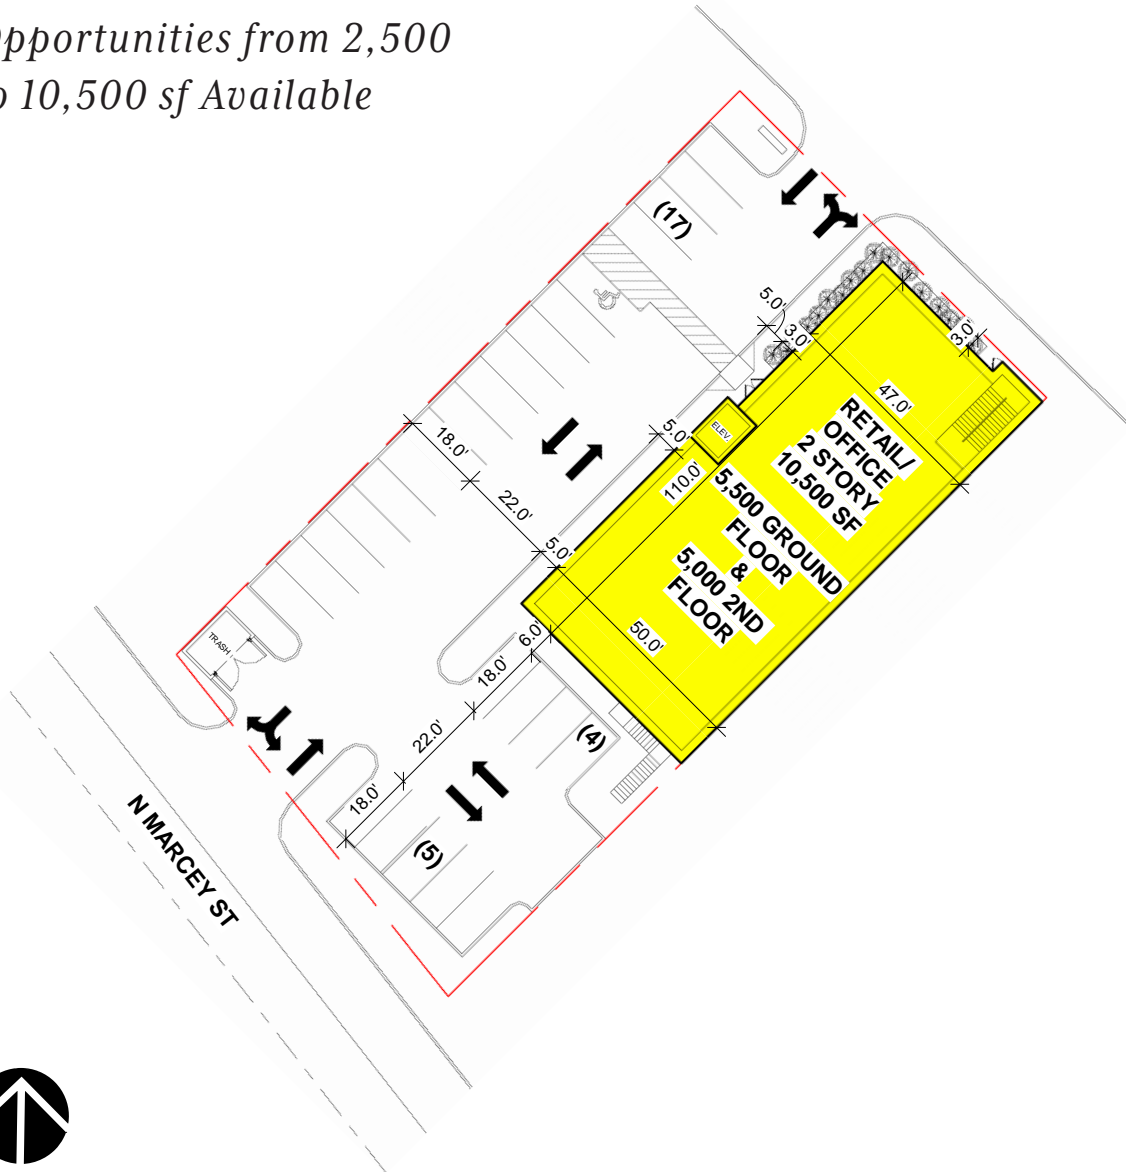 pportunities from 2,500
10,500 sf Available
(17)
5.0'
3.0'
3.0'
47.0'
RETAIL/
OFFICE
2 STORY
10,500 SF
ELEV.
5.0'
110.0'
18.0'
22.0'
5.0'
5,500 GROUND
FLOOR
&
5,000 2ND
FLOOR
50.0'
6.0'
18.0'
22.0'
18.0'
TRASH
(4)
(5)
N MARCEY ST